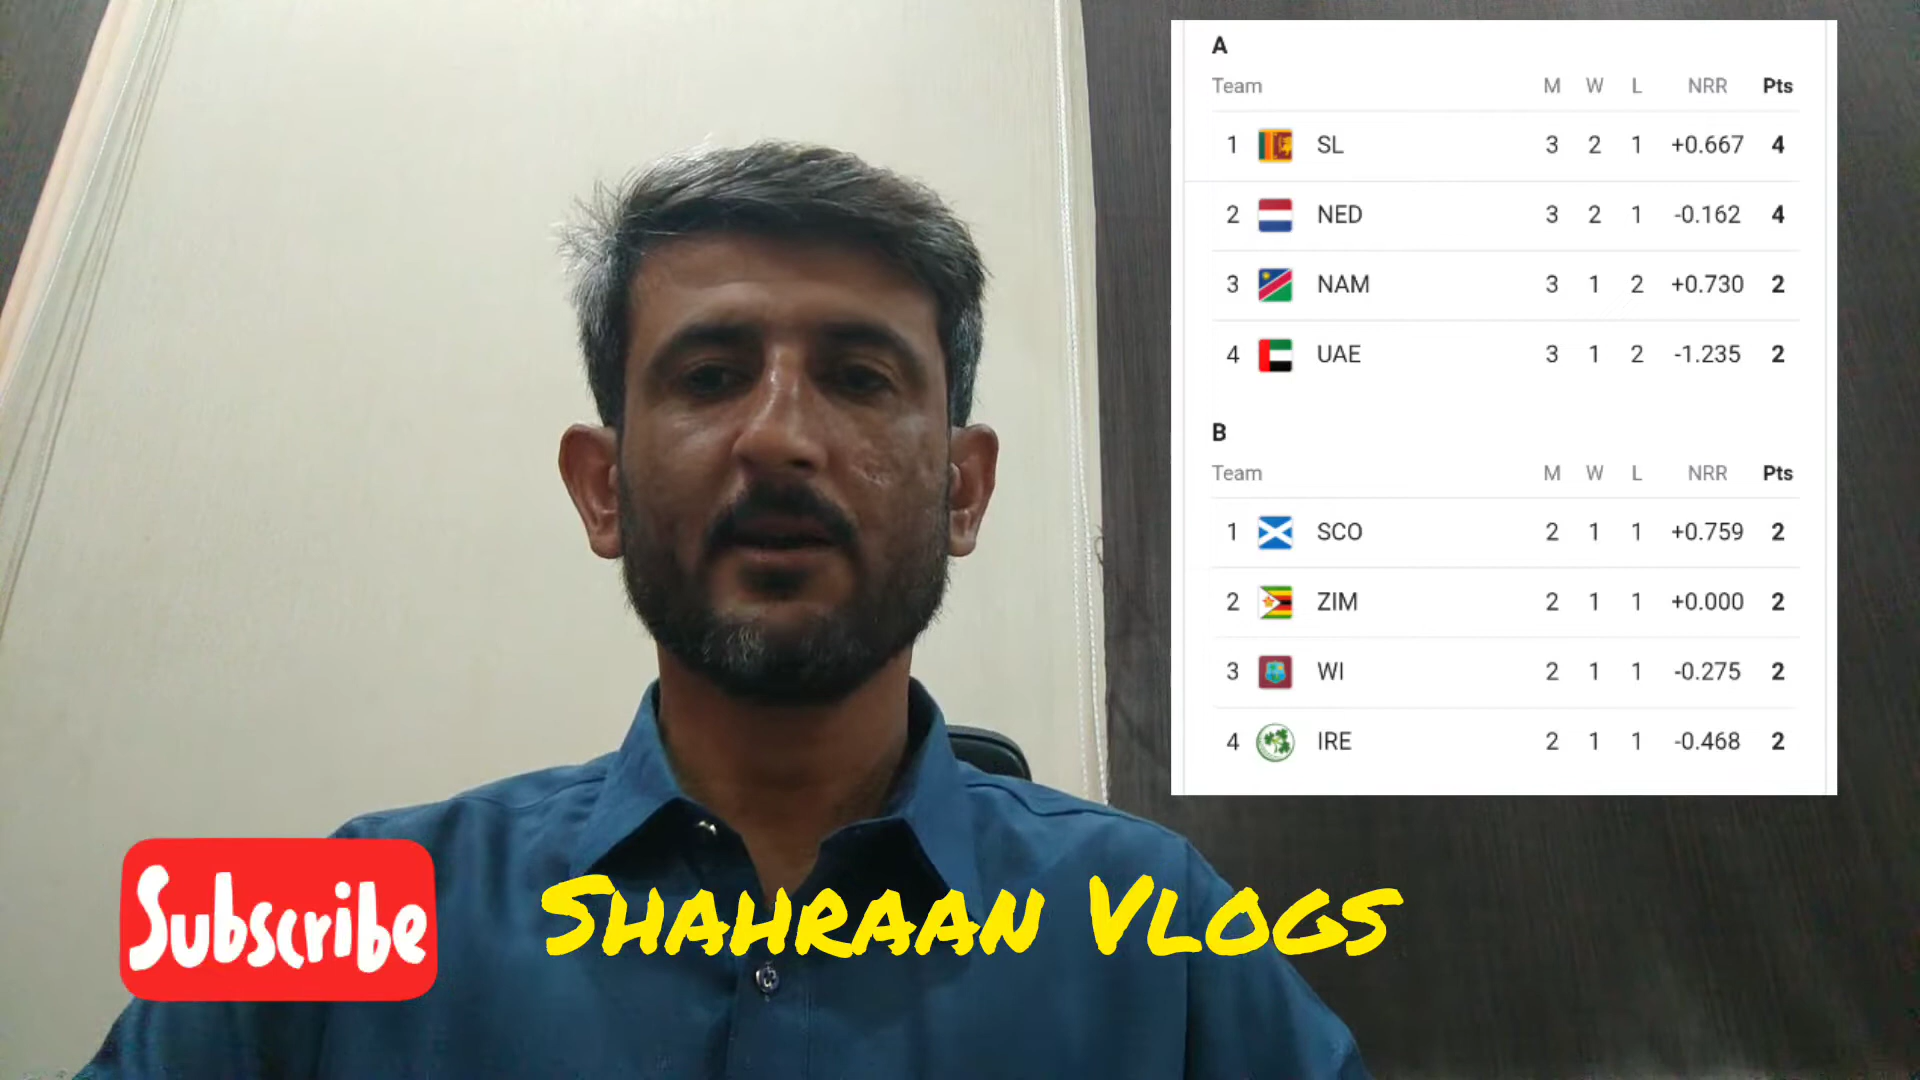 A
Team M W L NRR Pts
1 SL 3 2 1 +0.667 4
2 NED 3 2 1 -0.162 4
3 NAM 3 1 2 +0.730 2
4 UAE 3 1 2 -1.235 2
B
Team M W L NRR Pts
1 SCO 2 1 1 +0.759 2
2 ZIM 2 1 1 +0.000 2
3 WI 2 1 1 -0.275 2
4 IRE 2 1 1 -0.468 2
Subscribe
SHAHRAAN VLOGS